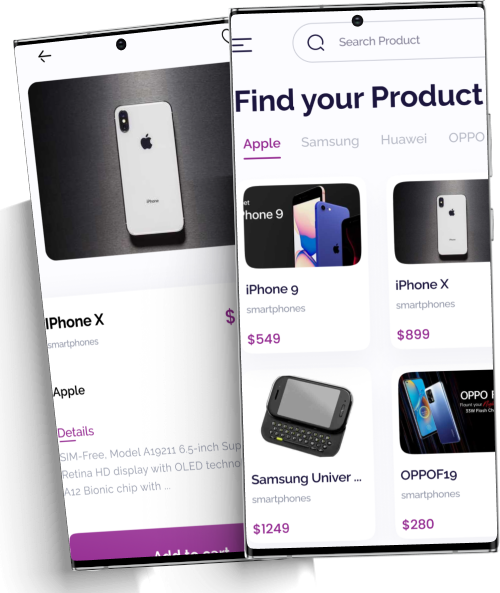 IPhone X
$
smartphones
Apple
Details
SIM-Free, Model A19211 6.5-inch Sup
Retina HD display with OLED techno
A12 Bionic chip with ...
Add to cart
Search Product
Find your Product
Apple
Samsung
Huawei
OPPO
hone 9
iPhone
iPhone 9
smartphones
$549
iPhone X
smartphones
$899
OPPO F
Samsung Univer ...
smartphones
$1249
OPPOF19
smartphones
$280